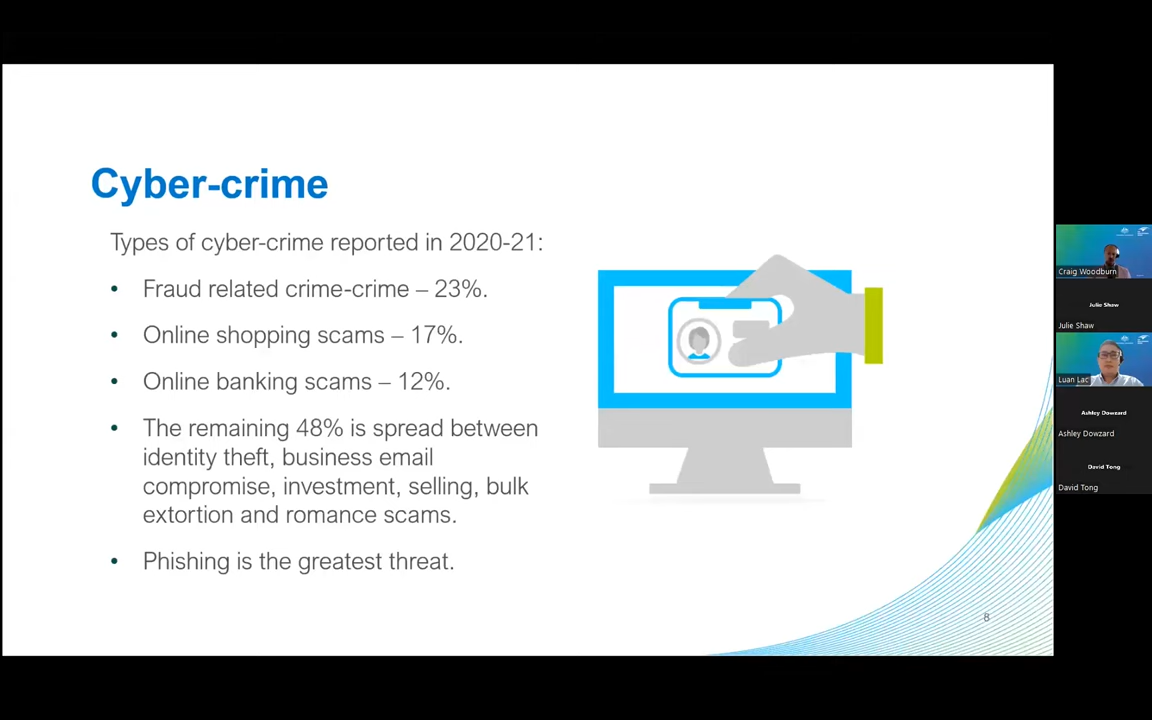 Cyber-crime
Types of cyber-crime reported in 2020-21:
• Fraud related crime-crime – 23%.
• Online shopping scams – 17%.
• Online banking scams – 12%.
• The remaining 48% is spread between
identity theft, business email
compromise, investment, selling, bulk
extortion and romance scams.
• Phishing is the greatest threat.
8
Craig Woodburn
Julie Shaw
Julie Shaw
Luan Lac
Ashley Dowzard
Ashley Dowzard
David Tong
David Tong